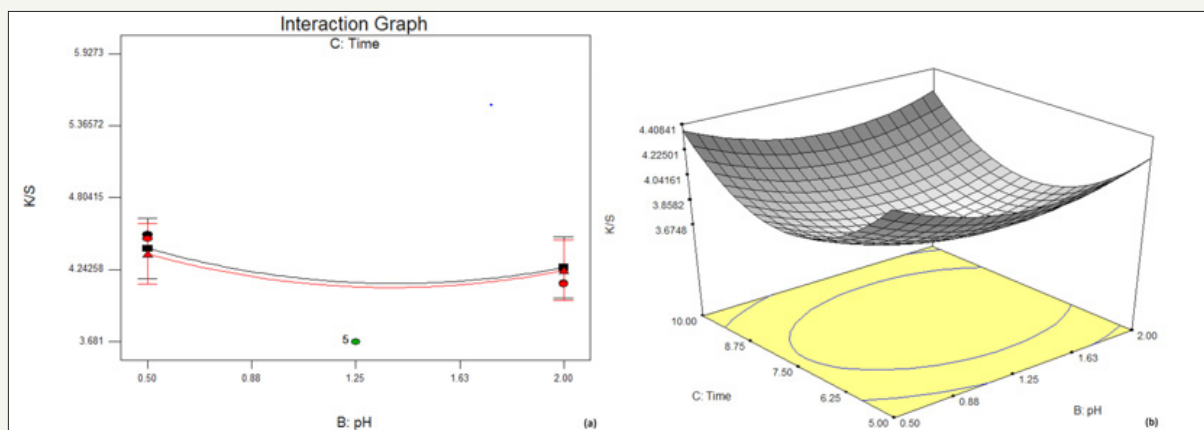 Interaction Graph
C: Time
5.9273
5.36572
4.80415
4.24258
3.681
K/S
5
0.50 0.88 1.25 1.63 2.00
B: pH
(a)
4.40841
4.22501
4.04161
3.8582
3.6748
K/S
10.00
8.75
7.50
6.25
5.00
C: Time
0.50
0.88
1.25
1.63
2.00
B: pH
(b)